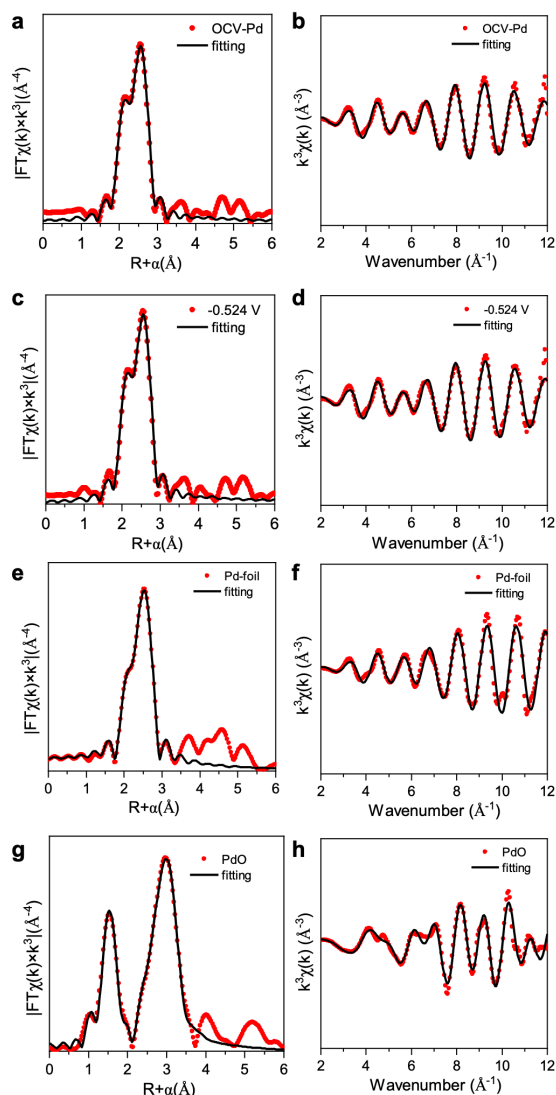 a
OCV-Pd
fitting
|FTχ(k)×k³|(Å⁻⁴)
0 1 2 3 4 5 6
R+α(Å)
b
OCV-Pd
fitting
k³χ(k) (Å⁻³)
2 4 6 8 10 12
Wavenumber (Å⁻¹)
c
-0.524 V
fitting
|FTχ(k)×k³|(Å⁻⁴)
0 1 2 3 4 5 6
R+α(Å)
d
-0.524 V
fitting
k³χ(k) (Å⁻³)
2 4 6 8 10 12
Wavenumber (Å⁻¹)
e
Pd-foil
fitting
|FTχ(k)×k³|(Å⁻⁴)
0 1 2 3 4 5 6
R+α(Å)
f
Pd-foil
fitting
k³χ(k) (Å⁻³)
2 4 6 8 10 12
Wavenumber (Å⁻¹)
g
PdO
fitting
|FTχ(k)×k³|(Å⁻⁴)
0 1 2 3 4 5 6
R+α(Å)
h
PdO
fitting
k³χ(k) (Å⁻³)
2 4 6 8 10 12
Wavenumber (Å⁻¹)